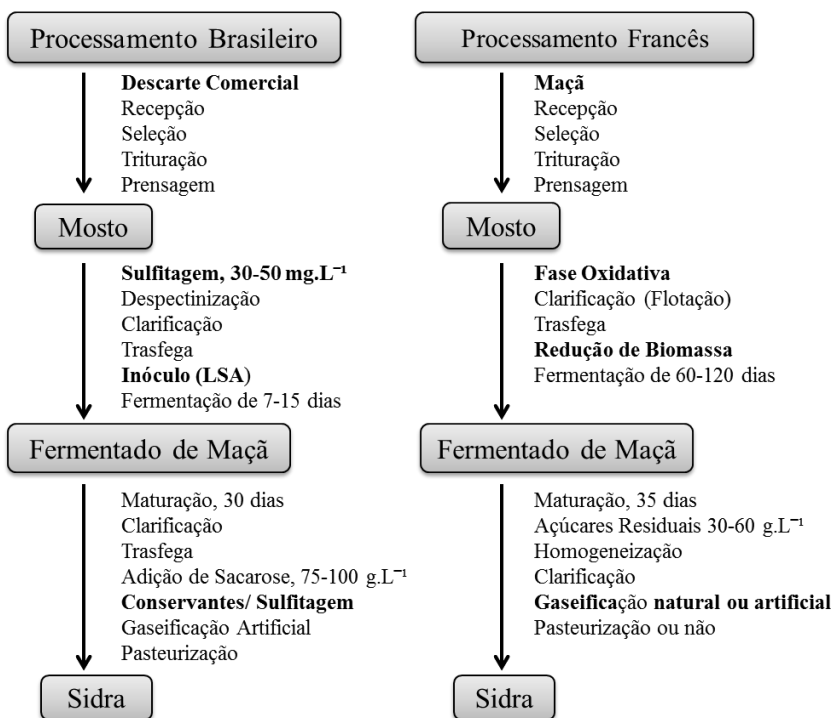 Processamento Brasileiro
Descarte Comercial
Recepção
Seleção
Trituração
Prensagem
Mosto
Sulfitagem, 30-50 mg.L⁻¹
Despectinização
Clarificação
Trasfega
Inóculo (LSA)
Fermentação de 7-15 dias
Fermentado de Maçã
Maturação, 30 dias
Clarificação
Trasfega
Adição de Sacarose, 75-100 g.L⁻¹
Conservantes/ Sulfitagem
Gaseificação Artificial
Pasteurização
Sidra
Processamento Francês
Maçã
Recepção
Seleção
Trituração
Prensagem
Mosto
Fase Oxidativa
Clarificação (Flotação)
Trasfega
Redução de Biomassa
Fermentação de 60-120 dias
Fermentado de Maçã
Maturação, 35 dias
Açúcares Residuais 30-60 g.L⁻¹
Homogeneização
Clarificação
Gaseificação natural ou artificial
Pasteurização ou não
Sidra